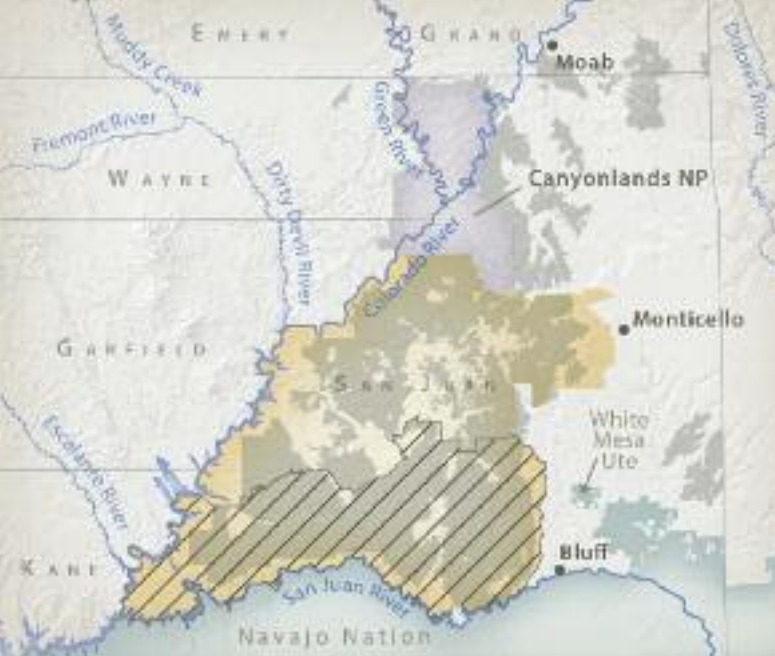 EMERY
GRAND
Moab
Muddy Creek
Green River
Dolores River
Fremont River
WAYNE
Dirty Devil River
Canyonlands NP
Colorado River
Monticello
GARFIELD
SAN JUAN
White
Mesa
Ute
Escalante River
Bluff
KANE
San Juan River
Navajo Nation